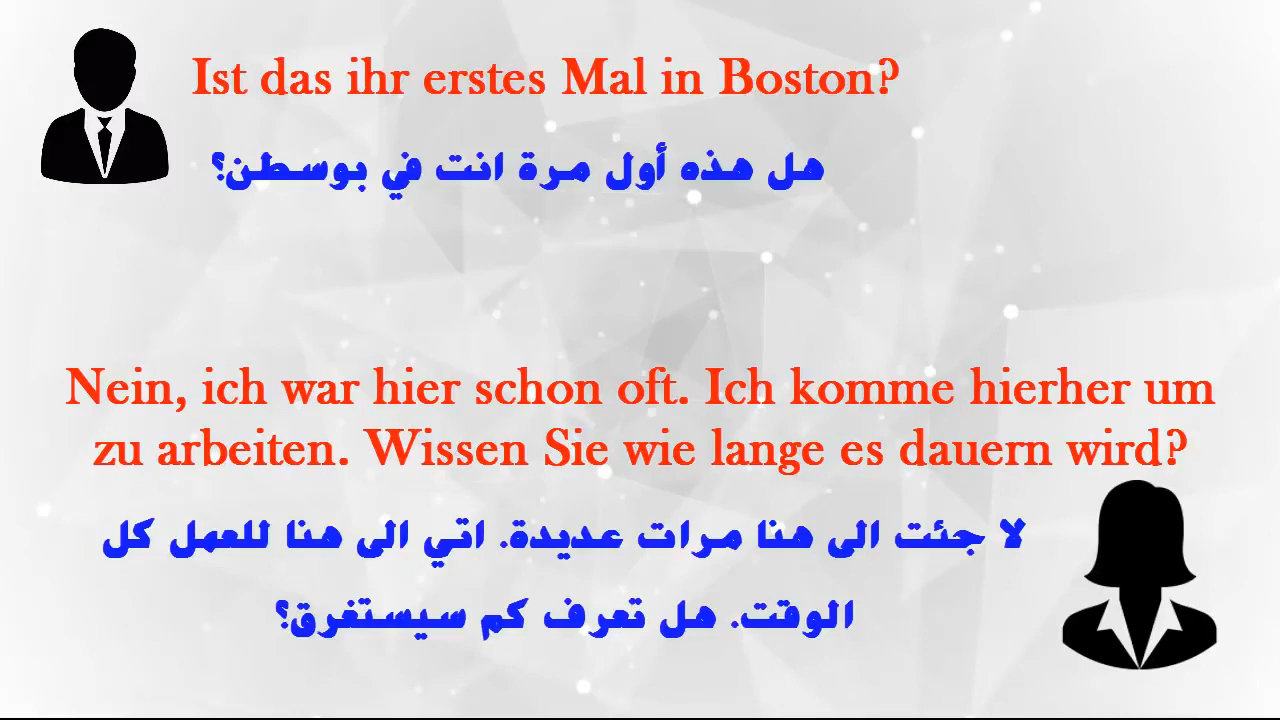 Ist das ihr erstes Mal in Boston?
هل هذه أول مرة انت في بوسطن؟
Nein, ich war hier schon oft. Ich komme hierher um
zu arbeiten. Wissen Sie wie lange es dauern wird?
لا جئت الى هنا مرات عديدة. اتي الى هنا للعمل كل
الوقت. هل تعرف كم سيستغرق؟